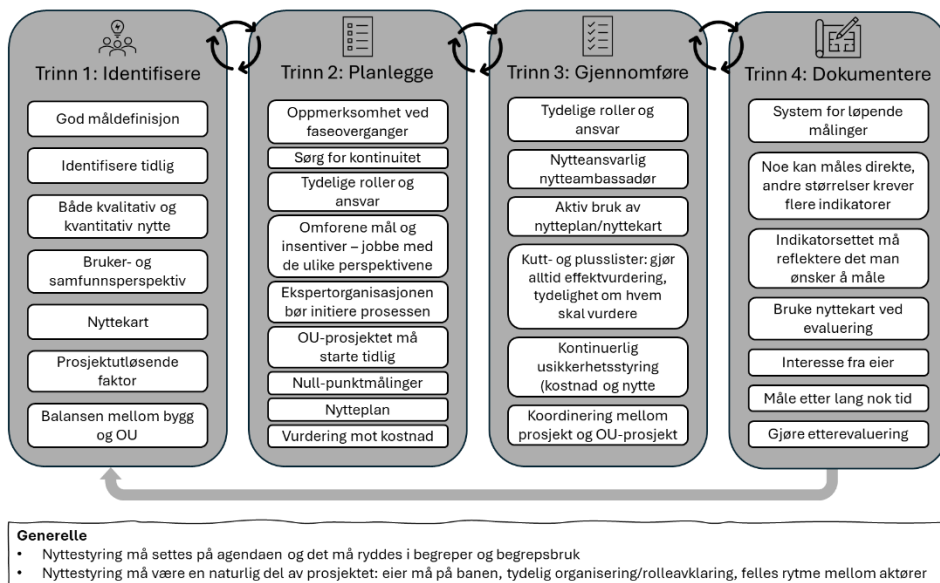 Trinn 1: Identifisere
God måldefinisjon
Identifisere tidlig
Både kvalitativ og
kvantitativ nytte
Bruker- og
samfunnsperspektiv
Nyttekart
Prosjektutløsende
faktor
Balansen mellom bygg
og OU
Trinn 2: Planlegge
Oppmerksomhet ved
faseoverganger
Sørg for kontinuitet
Tydelige roller og
ansvar
Omforene mål og
insentiver – jobbe med
de ulike perspektivene
Ekspertorganisasjonen
bør initiere prosessen
OU-prosjektet må
starte tidlig
Null-punktmålinger
Nytteplan
Vurdering mot kostnad
Trinn 3: Gjennomføre
Tydelige roller og
ansvar
Nytteansvarlig
nytteambassadør
Aktiv bruk av
nytteplan/nyttekart
Kutt- og plusslister: gjør
alltid effektvurdering,
tydelighet om hvem
skal vurdere
Kontinuerlig
usikkerhetsstyring
(kostnad og nytte
Koordinering mellom
prosjekt og OU-prosjekt
Trinn 4: Dokumentere
System for løpende
målinger
Noe kan måles direkte,
andre størrelser krever
flere indikatorer
Indikatorsettet må
reflektere det man
ønsker å måle
Bruke nyttekart ved
evaluering
Interesse fra eier
Måle etter lang nok tid
Gjøre etterevaluering
Generelle
• Nyttestyring må settes på agendaen og det må ryddes i begreper og begrepsbruk
• Nyttestyring må være en naturlig del av prosjektet: eier må på banen, tydelig organisering/rolleavklaring, felles rytme mellom aktører